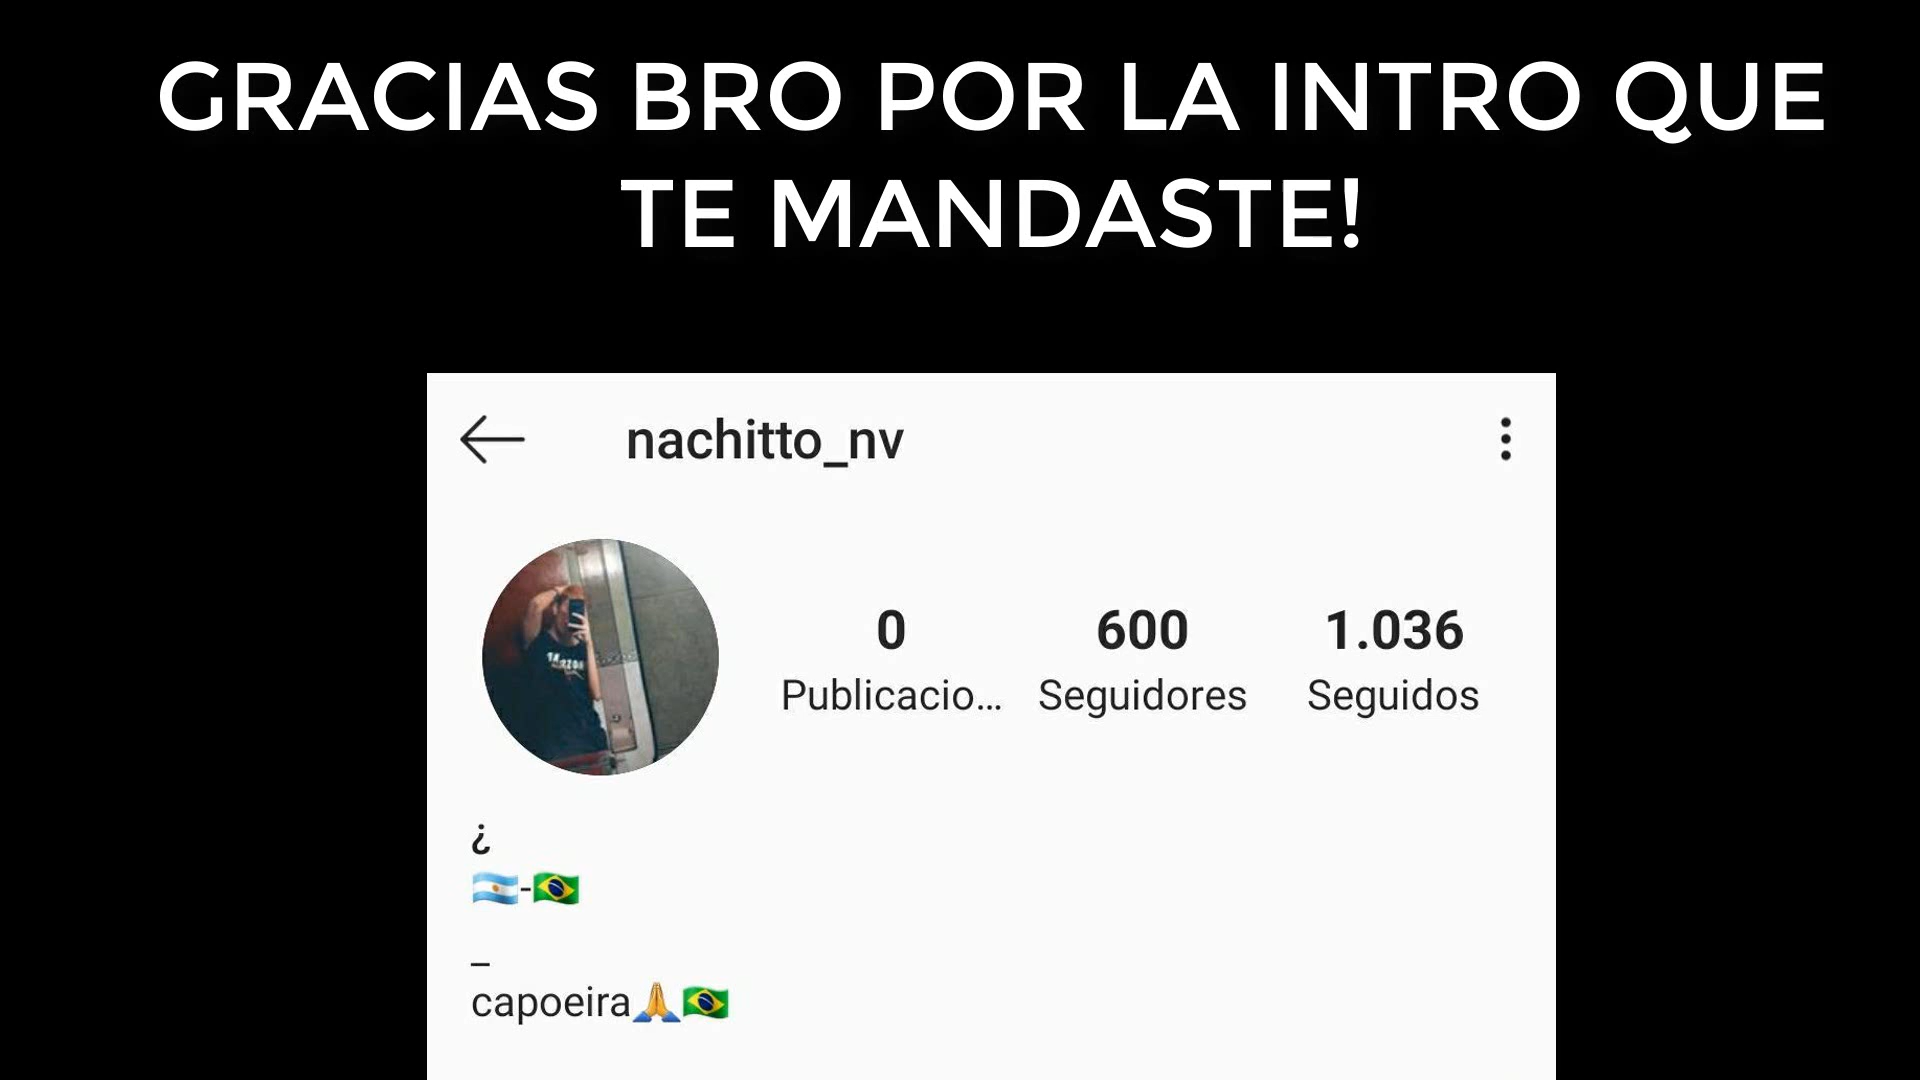 GRACIAS BRO POR LA INTRO QUE
TE MANDASTE!
nachitto_nv
0 600 1.036
Publicacio... Seguidores Seguidos
¿
🇦🇷-🇧🇷
_
capoeira🙏🇧🇷